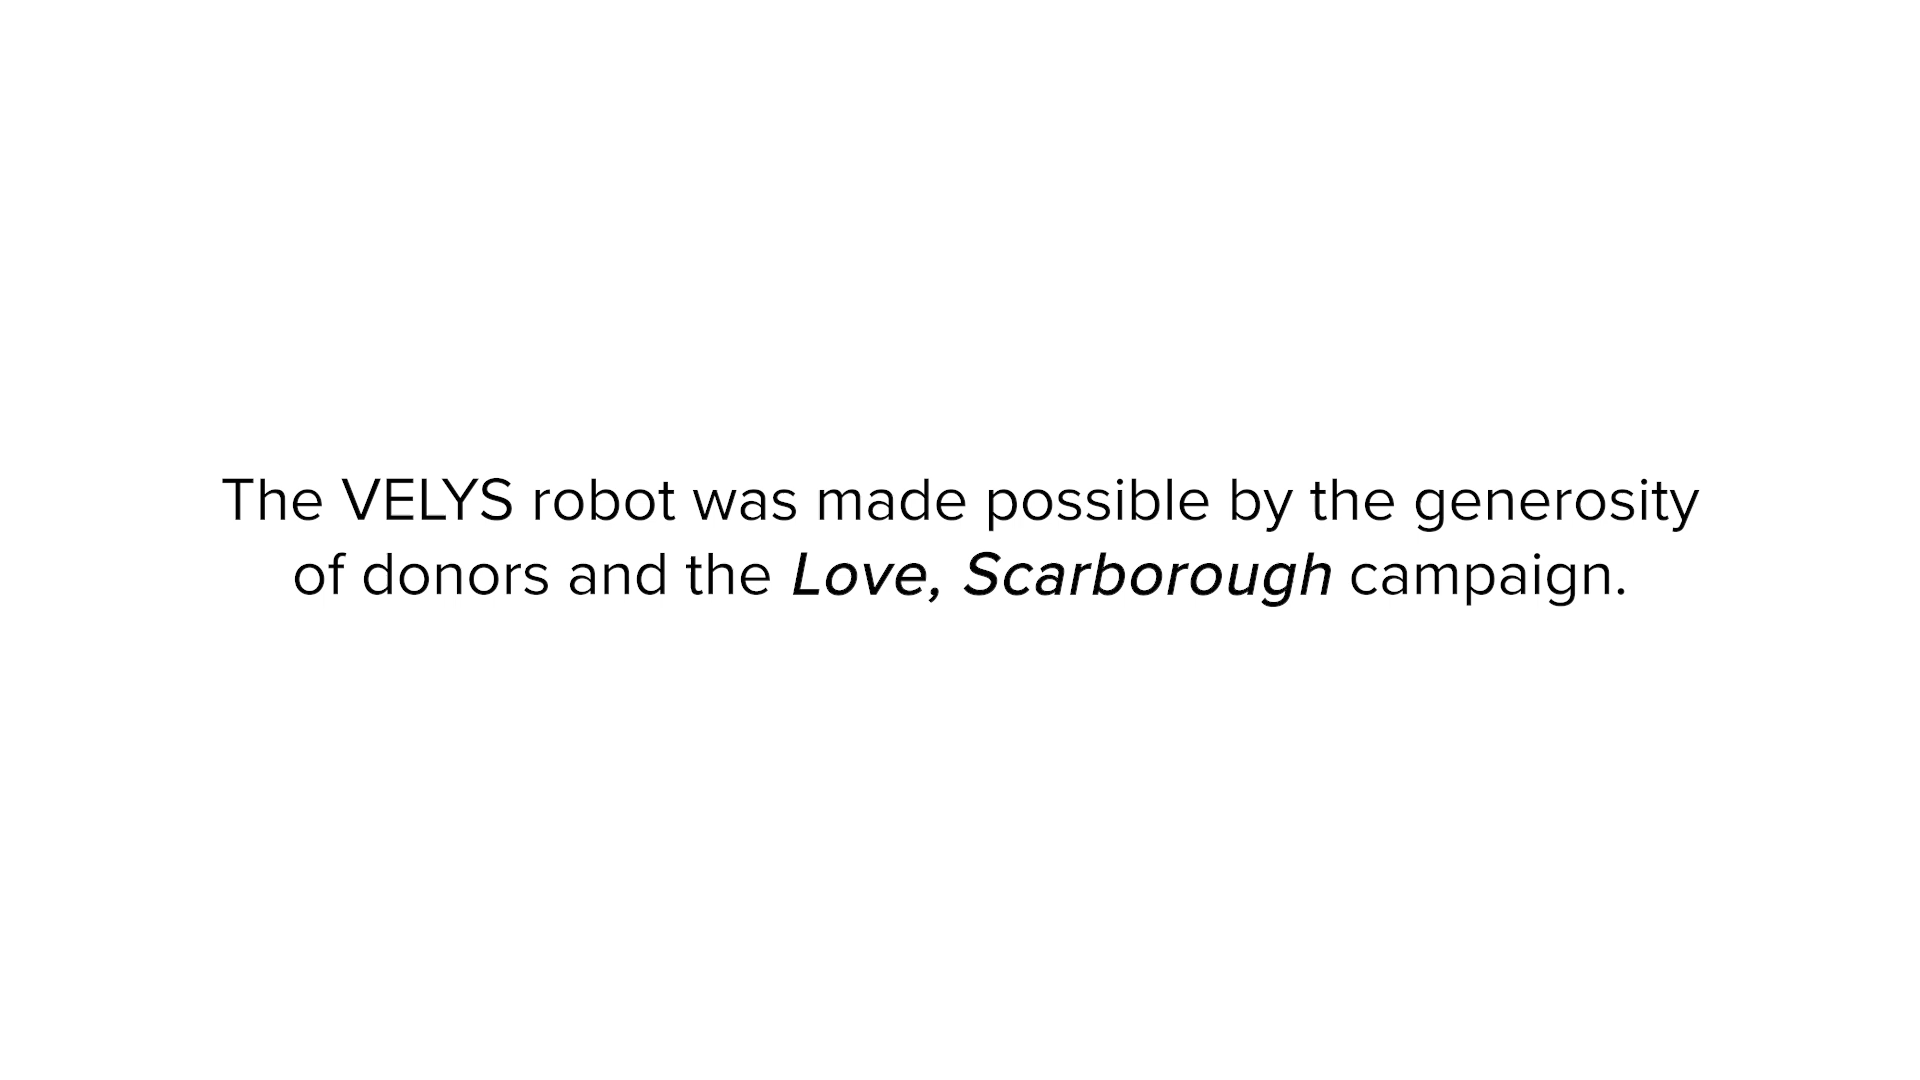 The VELYS robot was made possible by the generosity
of donors and the Love, Scarborough campaign.